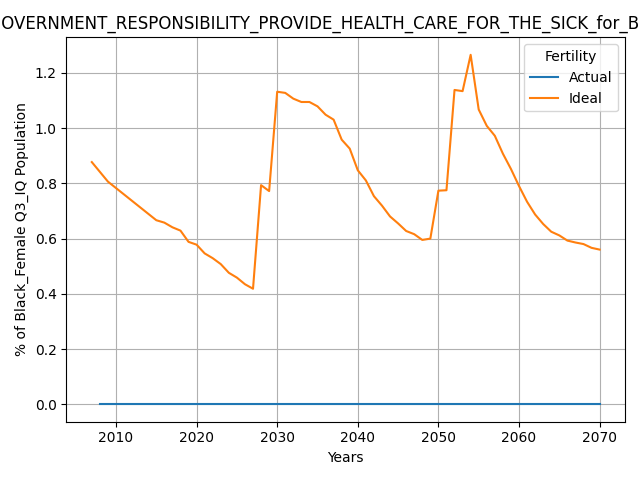 OVERNMENT_RESPONSIBILITY_PROVIDE_HEALTH_CARE_FOR_THE_SICK_for_B
Fertility
Actual
Ideal
% of Black_Female Q3_IQ Population
1.2
1.0
0.8
0.6
0.4
0.2
0.0
2010 2020 2030 2040 2050 2060 2070
Years